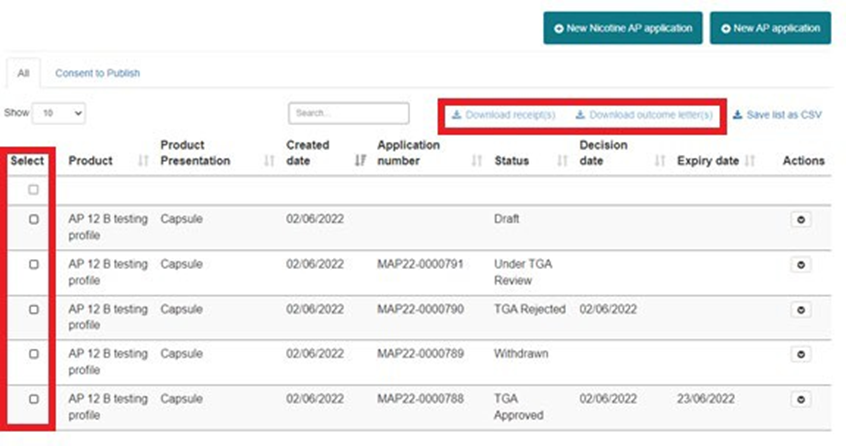 New Nicotine AP application New AP application
All Consent to Publish
Show 10 Search... Download receipt(s) Download outcome letter(s) Save list as CSV
Select Product Product Presentation Created date Application number Status Decision date Expiry date Actions
AP 12 B testing profile Capsule 02/06/2022 Draft
AP 12 B testing profile Capsule 02/06/2022 MAP22-0000791 Under TGA Review
AP 12 B testing profile Capsule 02/06/2022 MAP22-0000790 TGA Rejected 02/06/2022
AP 12 B testing profile Capsule 02/06/2022 MAP22-0000789 Withdrawn
AP 12 B testing profile Capsule 02/06/2022 MAP22-0000788 TGA Approved 02/06/2022 23/06/2022